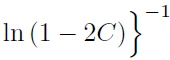 ln (1 − 2C)}⁻¹